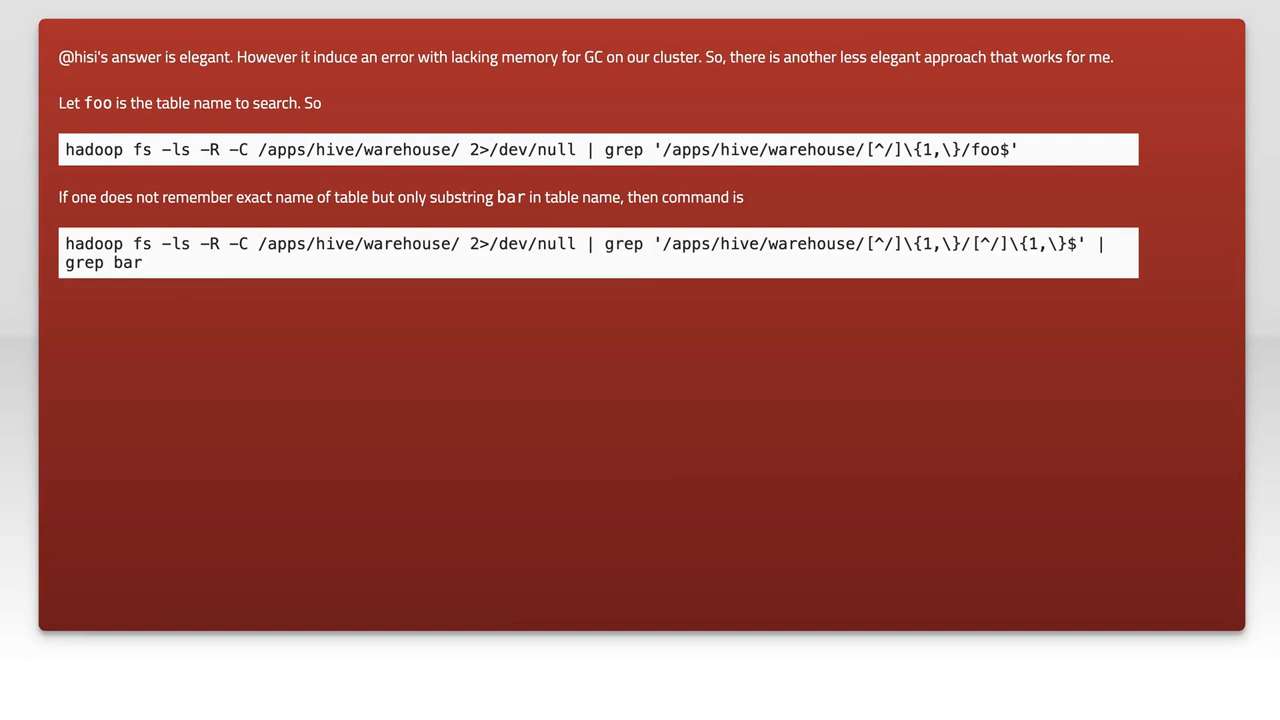 @hisi's answer is elegant. However it induce an error with lacking memory for GC on our cluster. So, there is another less elegant approach that works for me.
Let foo is the table name to search. So
hadoop fs -ls -R -C /apps/hive/warehouse/ 2>/dev/null | grep '/apps/hive/warehouse/[^/]\{1,\}/foo$'
If one does not remember exact name of table but only substring bar in table name, then command is
hadoop fs -ls -R -C /apps/hive/warehouse/ 2>/dev/null | grep '/apps/hive/warehouse/[^/]\{1,\}/[^/]\{1,\}$' |
grep bar